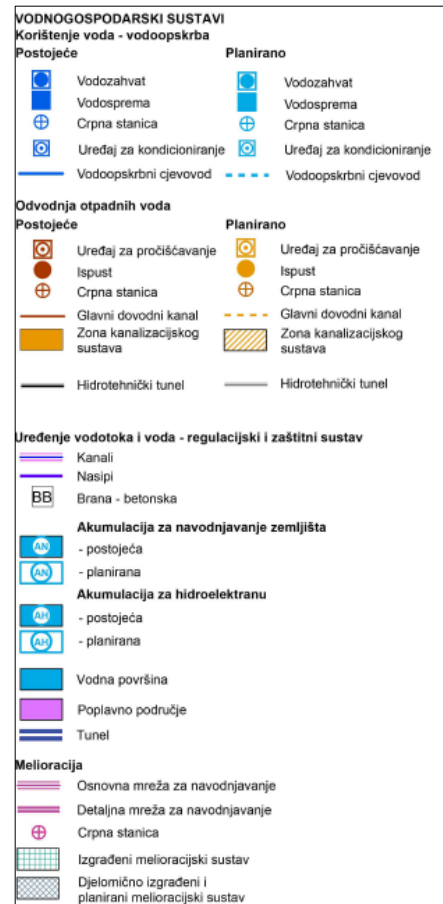 VODNOGOSPODARSKI SUSTAVI
Korištenje voda - vodoopskrba
Postojeće Planirano
Vodozahvat Vodozahvat
Vodosprema Vodosprema
Crpna stanica Crpna stanica
Uređaj za kondicioniranje Uređaj za kondicioniranje
Vodoopskrbni cjevovod Vodoopskrbni cjevovod
Odvodnja otpadnih voda
Postojeće Planirano
Uređaj za pročišćavanje Uređaj za pročišćavanje
Ispust Ispust
Crpna stanica Crpna stanica
Glavni dovodni kanal Glavni dovodni kanal
Zona kanalizacijskog Zona kanalizacijskog
sustava sustava
Hidrotehnički tunel Hidrotehnički tunel
Uređenje vodotoka i voda - regulacijski i zaštitni sustav
Kanali
Nasipi
BB Brana - betonska
Akumulacija za navodnjavanje zemljišta
AN - postojeća
AN - planirana
Akumulacija za hidroelektranu
AH - postojeća
AH - planirana
Vodna površina
Poplavno područje
Tunel
Melioracija
Osnovna mreža za navodnjavanje
Detaljna mreža za navodnjavanje
Crpna stanica
Izgrađeni melioracijski sustav
Djelomično izgrađeni i
planirani melioracijski sustav